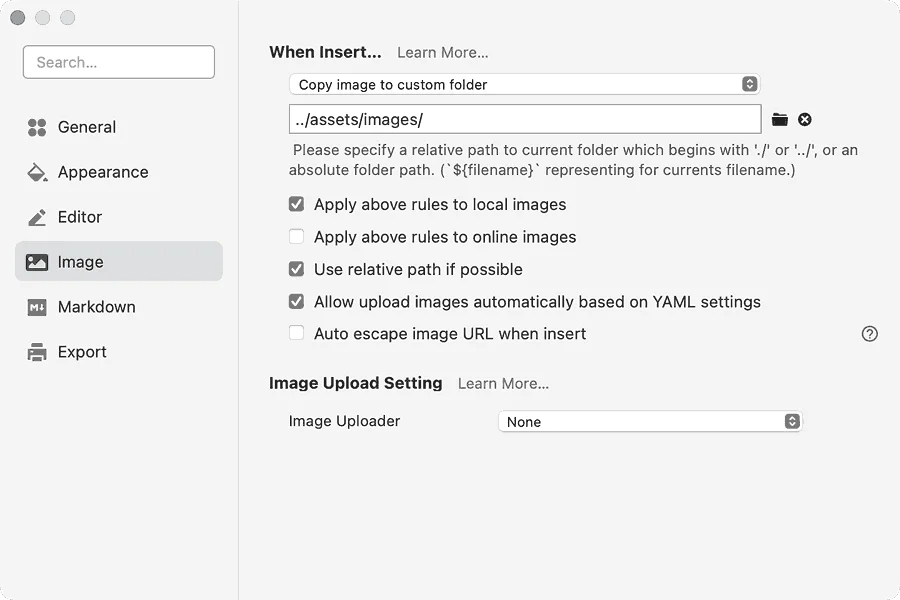 Search...
General
Appearance
Editor
Image
Markdown
Export
When Insert... Learn More...
Copy image to custom folder
../assets/images/
Please specify a relative path to current folder which begins with './' or '../', or an
absolute folder path. (`${filename}` representing for currents filename.)
Apply above rules to local images
Apply above rules to online images
Use relative path if possible
Allow upload images automatically based on YAML settings
Auto escape image URL when insert
Image Upload Setting Learn More...
Image Uploader None